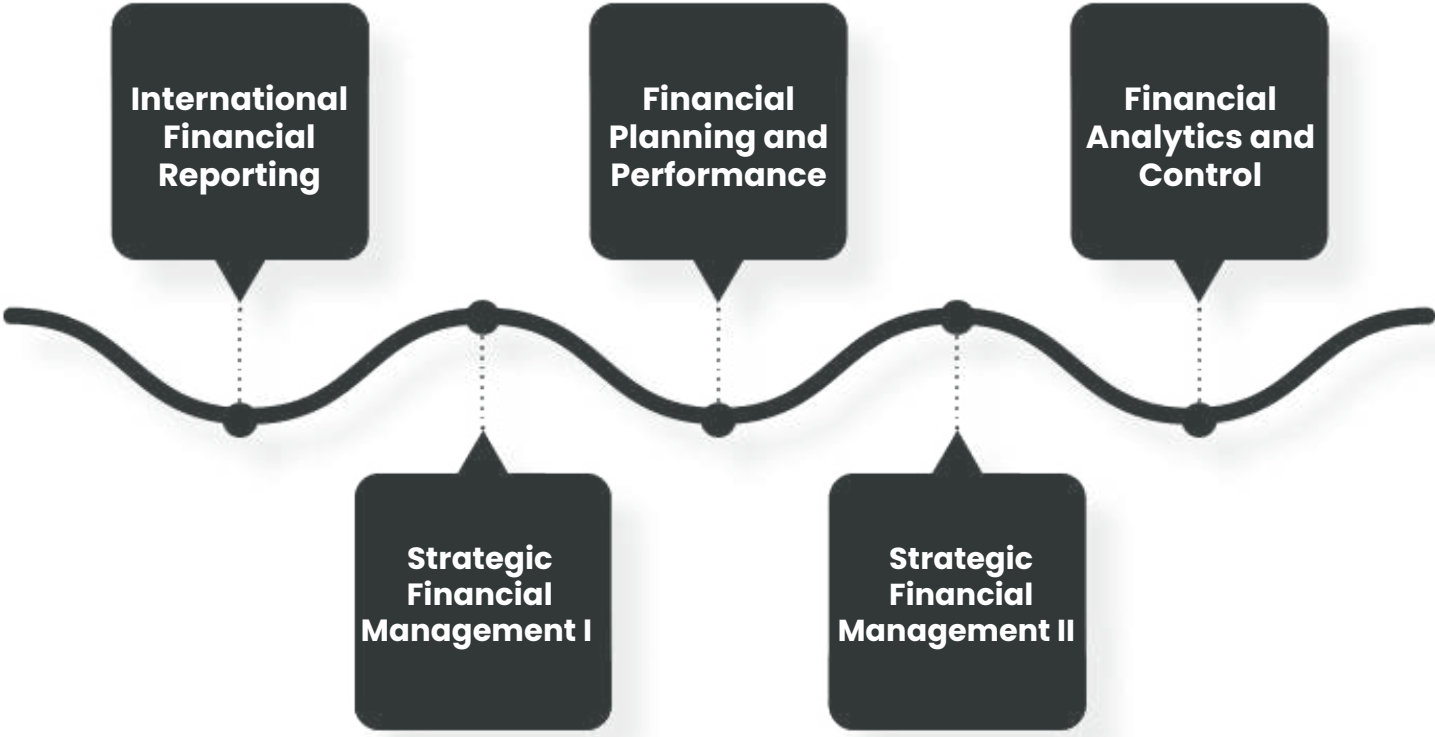 International
Financial
Reporting
Financial
Planning and
Performance
Financial
Analytics and
Control
Strategic
Financial
Management I
Strategic
Financial
Management II